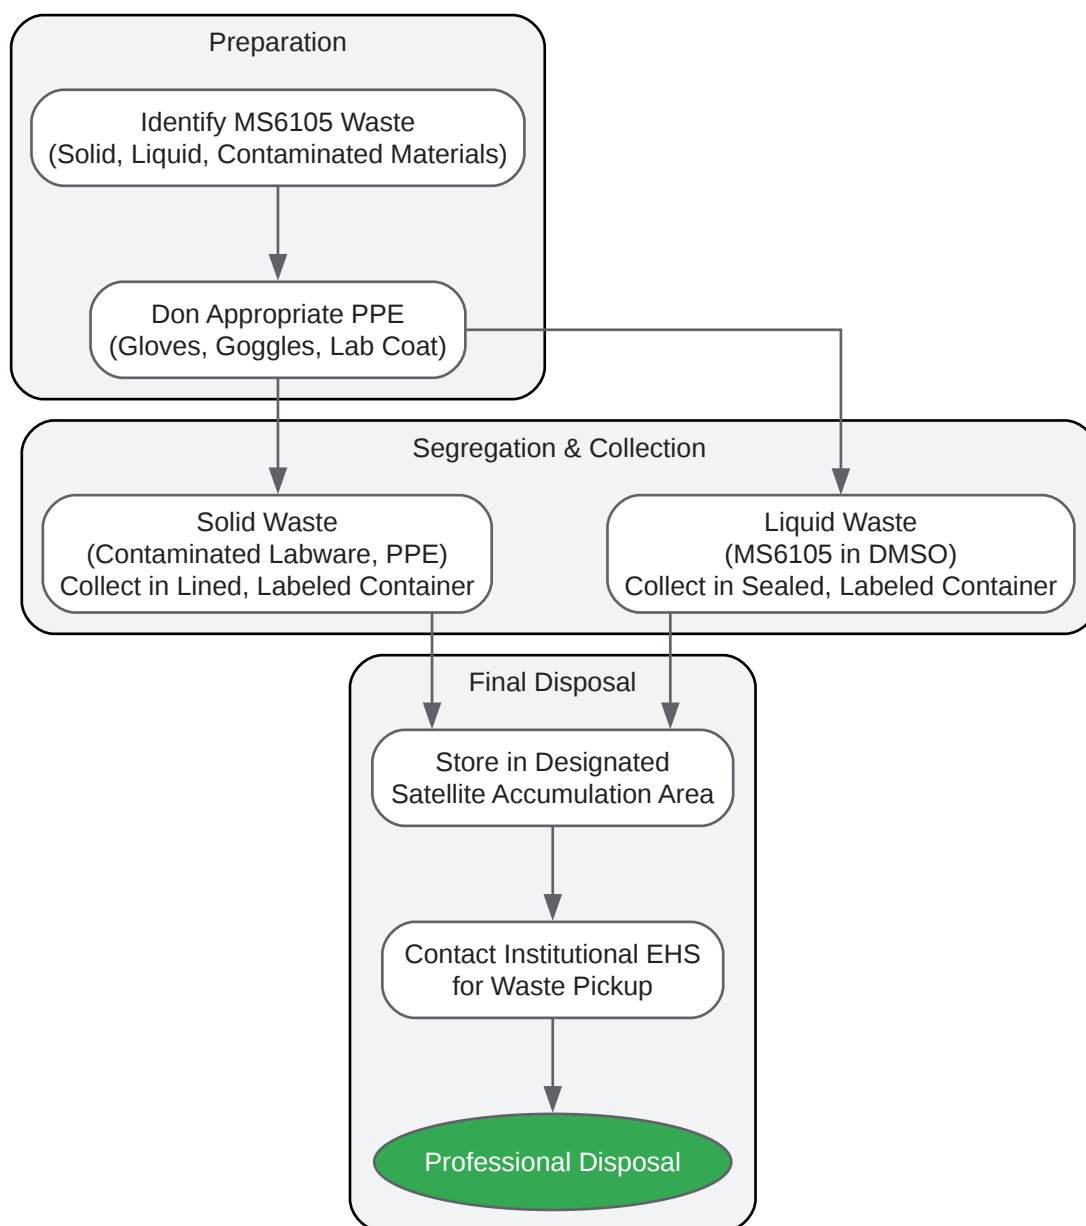 Preparation
Identify MS6105 Waste
(Solid, Liquid, Contaminated Materials)
Don Appropriate PPE
(Gloves, Goggles, Lab Coat)
Segregation & Collection
Solid Waste
(Contaminated Labware, PPE)
Collect in Lined, Labeled Container
Liquid Waste
(MS6105 in DMSO)
Collect in Sealed, Labeled Container
Final Disposal
Store in Designated
Satellite Accumulation Area
Contact Institutional EHS
for Waste Pickup
Professional Disposal